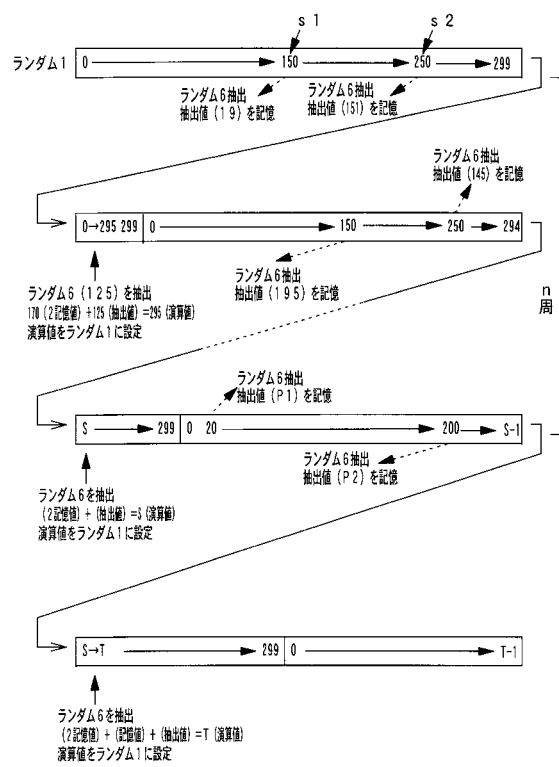 s 1 s 2
ランダム1 0 150 250 299
ランダム6抽出 ランダム6抽出
抽出値(19)を記憶 抽出値(151)を記憶
ランダム6抽出
抽出値(145)を記憶
0→295 299 0 150 250 294
ランダム6抽出
抽出値(195)を記憶
ランダム6(125)を抽出
170(2記憶値)+125(抽出値)=295(演算値)
演算値をランダム1に設定
n
周
ランダム6抽出
抽出値(P1)を記憶
S 299 0 20 200 S-1
ランダム6抽出
抽出値(P2)を記憶
ランダム6を抽出
(2記憶値)+(抽出値)=S(演算値)
演算値をランダム1に設定
S→T 299 0 T-1
ランダム6を抽出
(2記憶値)+(記憶値)+(抽出値)=T(演算値)
演算値をランダム1に設定